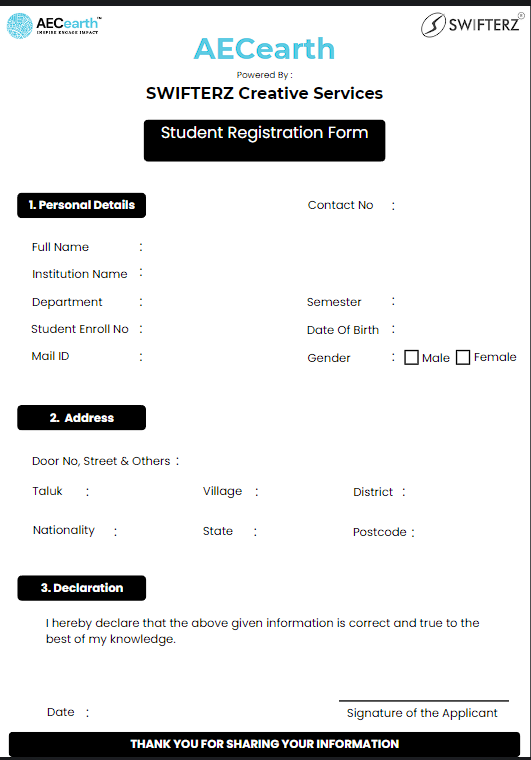 AECearth™
INSPIRE ENGAGE IMPACT
SWIFTERZ®
AECearth
Powered By :
SWIFTERZ Creative Services
Student Registration Form
1. Personal Details
Contact No :
Full Name :
Institution Name :
Department :
Semester :
Student Enroll No :
Date Of Birth :
Mail ID :
Gender : Male Female
2. Address
Door No, Street & Others :
Taluk : Village : District :
Nationality : State : Postcode :
3. Declaration
I hereby declare that the above given information is correct and true to the
best of my knowledge.
Date :
Signature of the Applicant
THANK YOU FOR SHARING YOUR INFORMATION